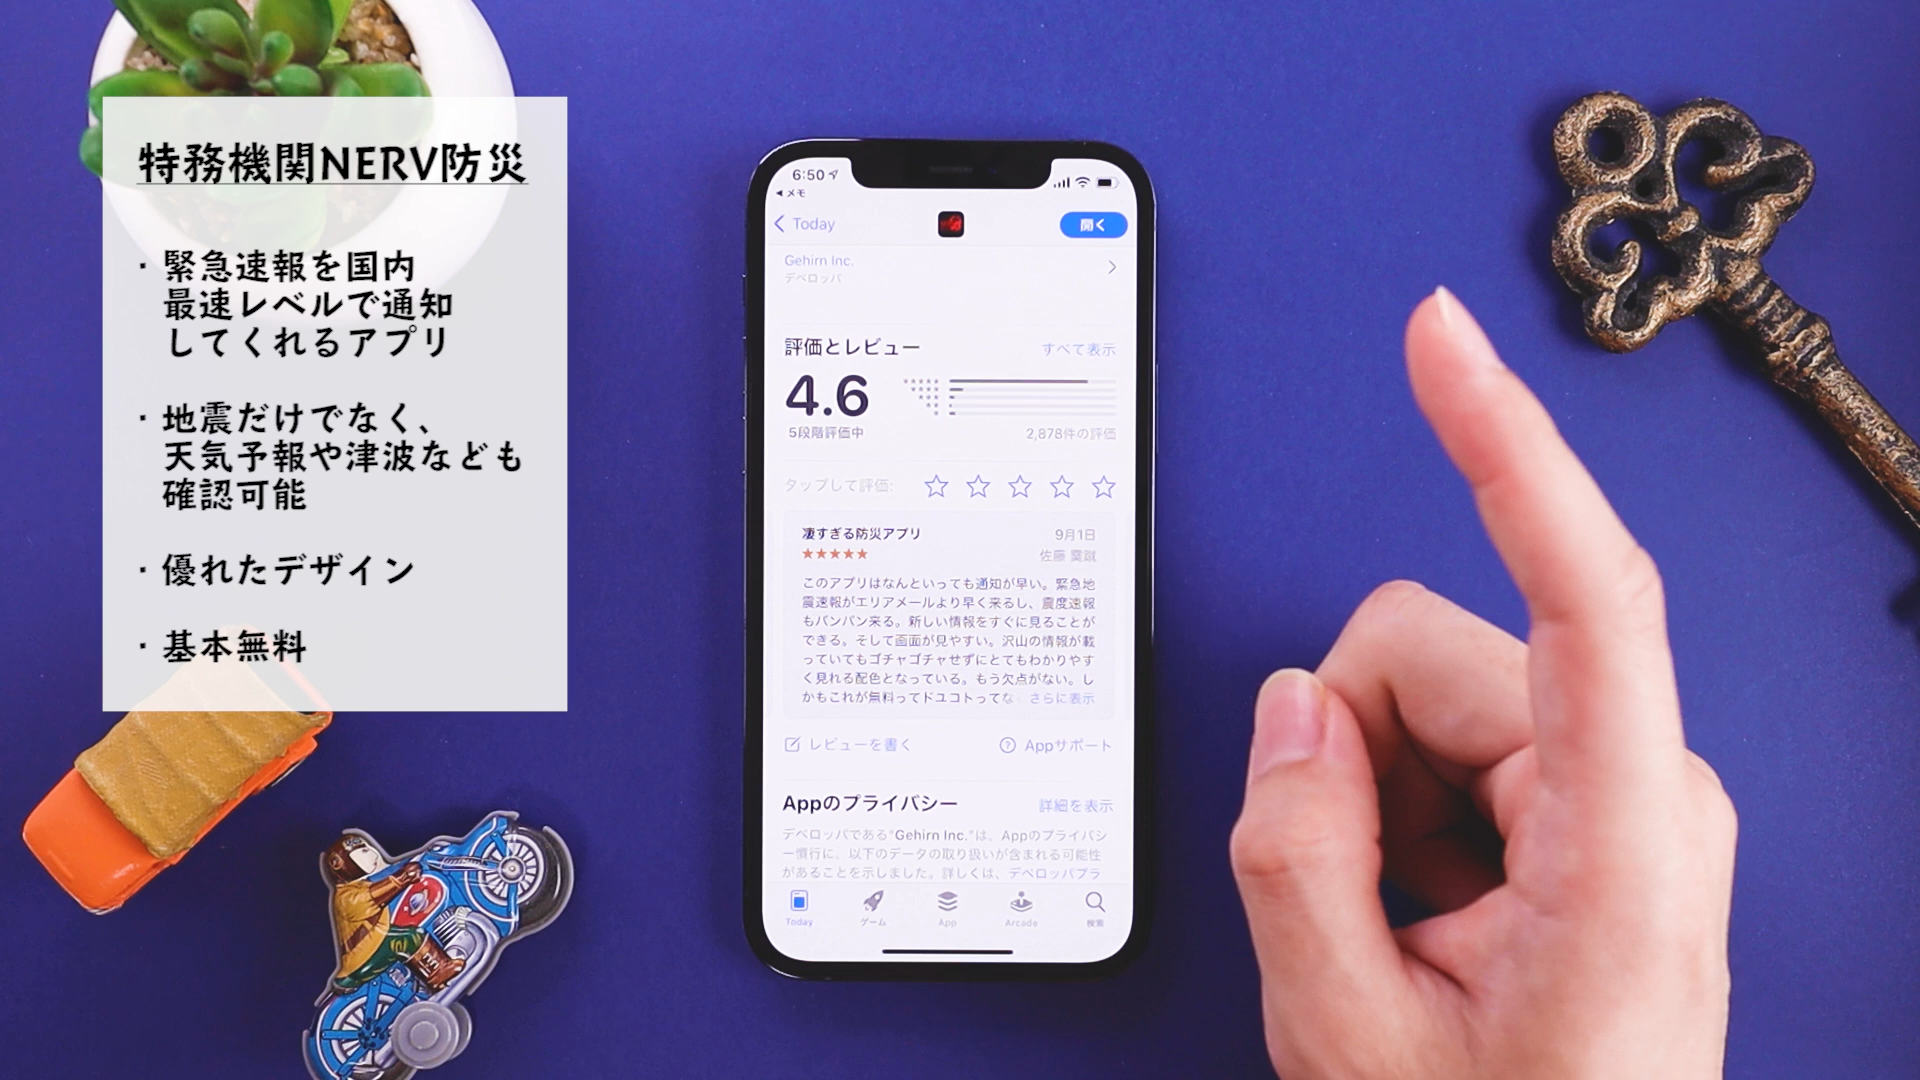 特務機関NERV防災
・緊急速報を国内
最速レベルで通知
してくれるアプリ
・地震だけでなく、
天気予報や津波なども
確認可能
・優れたデザイン
・基本無料
6:50
◀メモ
Today
開く
Gehirn Inc.
デベロッパ
評価とレビュー
すべて表示
4.6
5段階評価中
2,878件の評価
タップして評価:
凄すぎる防災アプリ
9月1日
★★★★★
佐藤
このアプリはなんといっても通知が早い。緊急地
震速報がエリアメールより早く来るし、震度速報
もバンバン来る。新しい情報をすぐに見ることが
できる。そして画面が見やすい。沢山の情報が載
っていてもゴチャゴチャせずにとてもわかりやす
く見れる配色となっている。もう欠点がない。し
かもこれが無料ってドユコトってな さらに表示
レビューを書く
Appサポート
Appのプライバシー
詳細を表示
デベロッパである"Gehirn Inc."は、Appのプライバシ
ー慣行に、以下のデータの取り扱いが含まれる可能性
があることを示しました。詳しくは、デベロッパプラ
Today
ゲーム
App
Arcade
検索